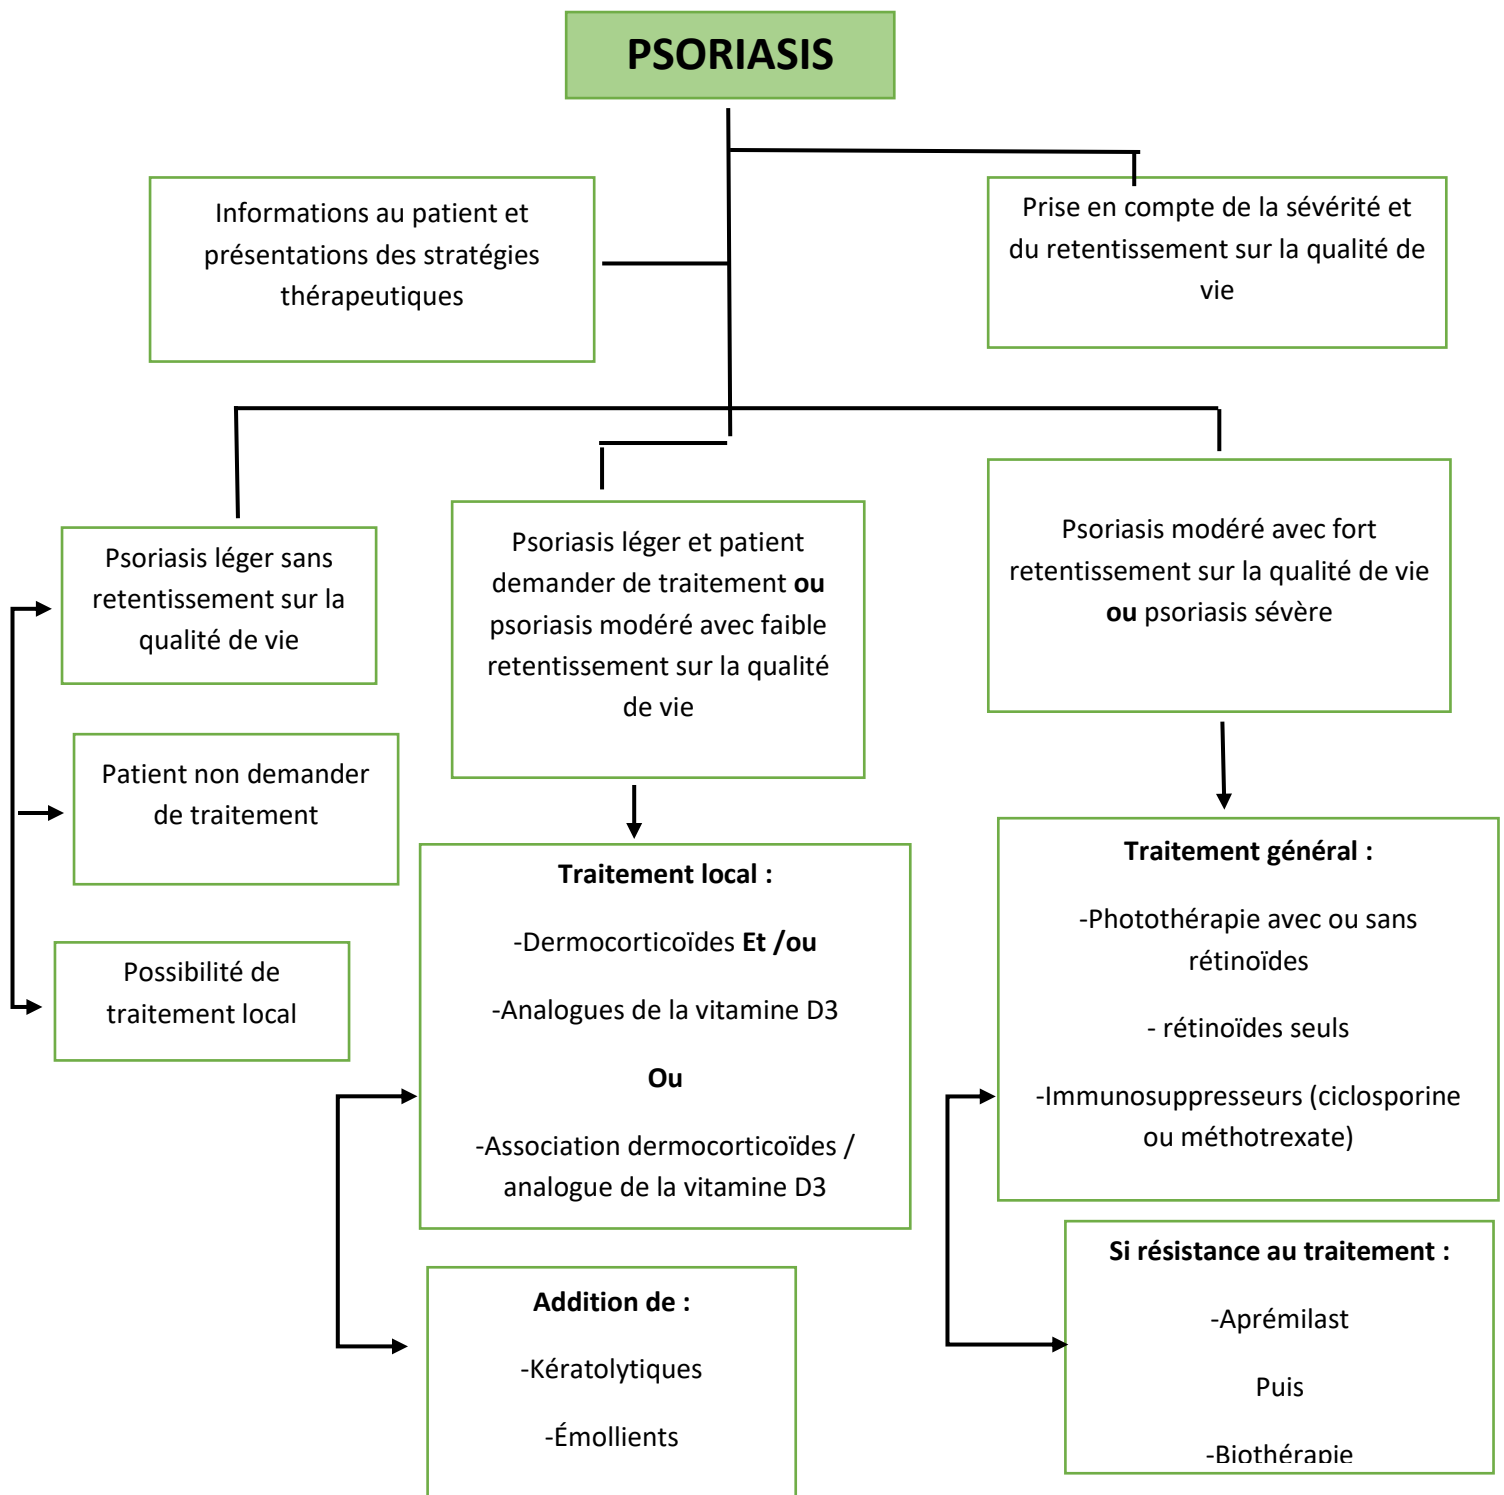 PSORIASIS
Informations au patient et
présentations des stratégies
thérapeutiques
Prise en compte de la sévérité et
du retentissement sur la qualité de
vie
Psoriasis léger sans
retentissement sur la
qualité de vie
Patient non demander
de traitement
Possibilité de
traitement local
Psoriasis léger et patient
demander de traitement ou
psoriasis modéré avec faible
retentissement sur la qualité
de vie
Traitement local :
-Dermocorticoïdes Et /ou
-Analogues de la vitamine D3
Ou
-Association dermocorticoïdes /
analogue de la vitamine D3
Addition de :
-Kératolytiques
-Émollients
Psoriasis modéré avec fort
retentissement sur la qualité de vie
ou psoriasis sévère
Traitement général :
-Photothérapie avec ou sans
rétinoïdes
- rétinoïdes seuls
-Immunosuppresseurs (ciclosporine
ou méthotrexate)
Si résistance au traitement :
-Aprémilast
Puis
-Biothérapie